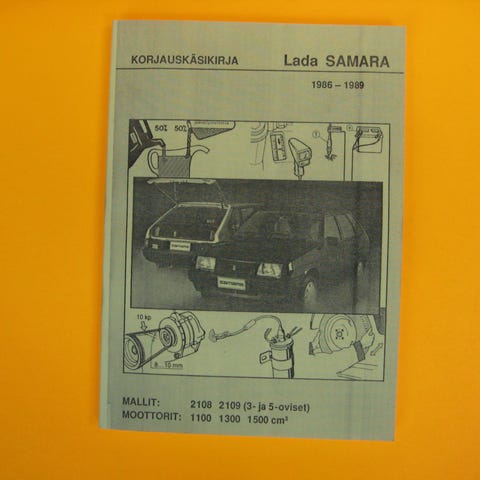 KORJAUSKÄSIKIRJA Lada SAMARA
1986 – 1989
50% 50%
10 kp
8...10 mm
MALLIT: 2108 2109 (3- ja 5-oviset)
MOOTTORIT: 1100 1300 1500 cm³